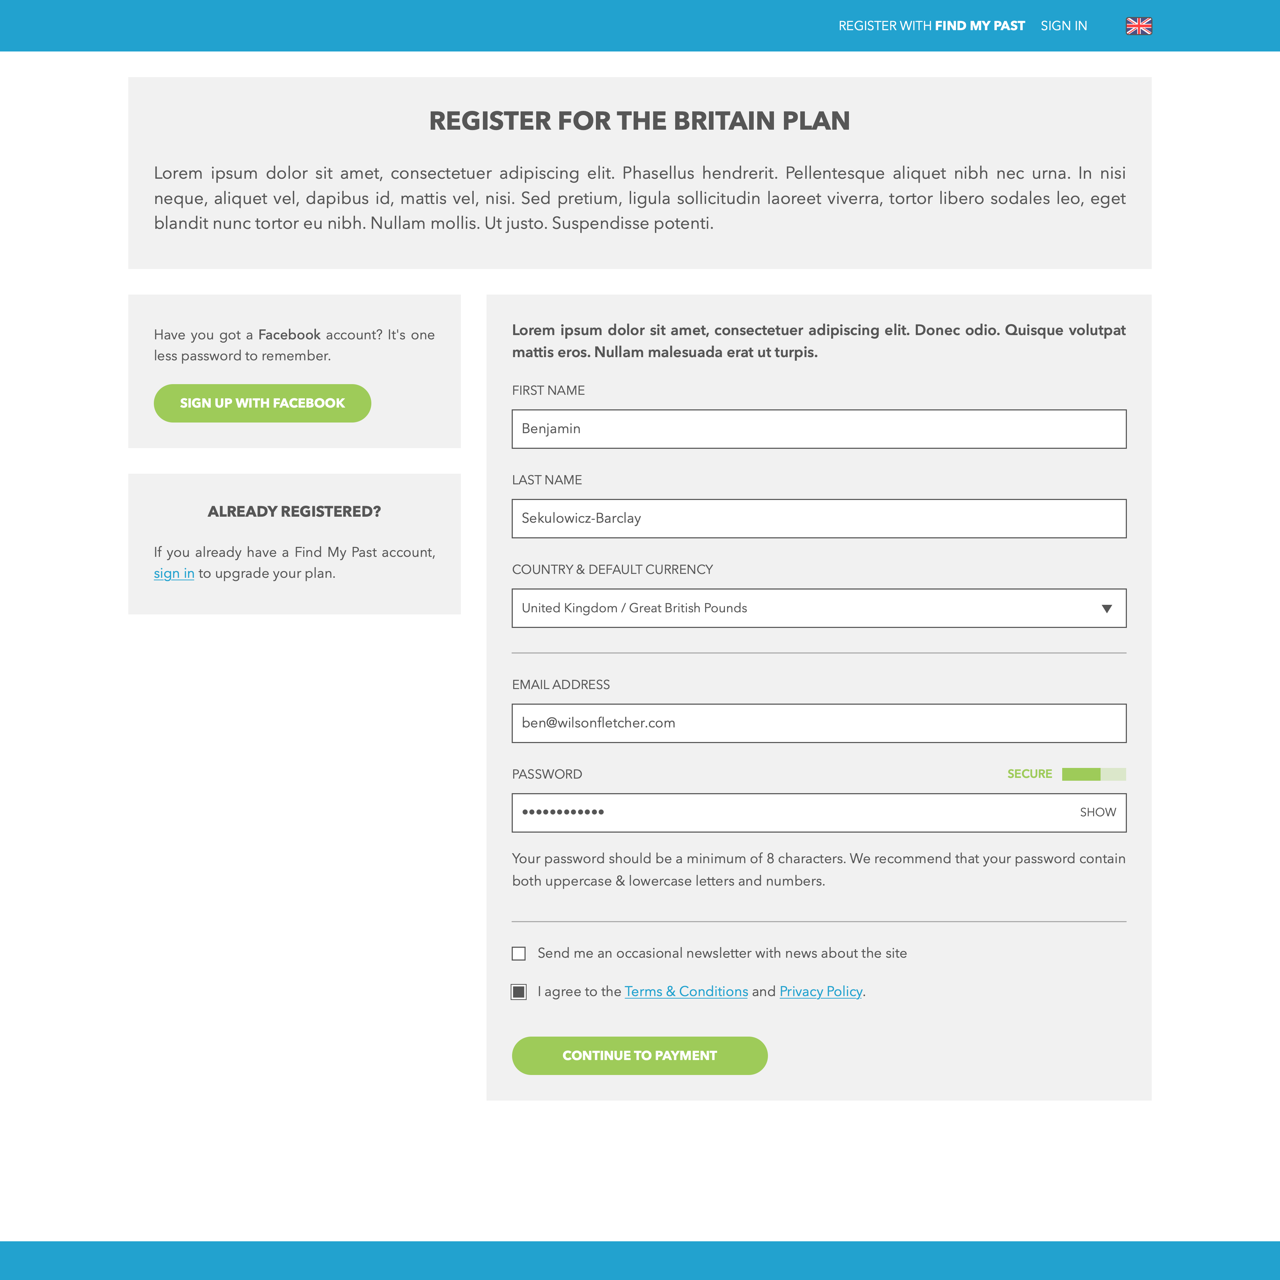 REGISTER WITH FIND MY PAST SIGN IN
REGISTER FOR THE BRITAIN PLAN
Lorem ipsum dolor sit amet, consectetuer adipiscing elit. Phasellus hendrerit. Pellentesque aliquet nibh nec urna. In nisi
neque, aliquet vel, dapibus id, mattis vel, nisi. Sed pretium, ligula sollicitudin laoreet viverra, tortor libero sodales leo, eget
blandit nunc tortor eu nibh. Nullam mollis. Ut justo. Suspendisse potenti.
Have you got a Facebook account? It's one
less password to remember.
SIGN UP WITH FACEBOOK
ALREADY REGISTERED?
If you already have a Find My Past account,
sign in to upgrade your plan.
Lorem ipsum dolor sit amet, consectetuer adipiscing elit. Donec odio. Quisque volutpat
mattis eros. Nullam malesuada erat ut turpis.
FIRST NAME
Benjamin
LAST NAME
Sekulowicz-Barclay
COUNTRY & DEFAULT CURRENCY
United Kingdom / Great British Pounds
EMAIL ADDRESS
ben@wilsonfletcher.com
PASSWORD SECURE
•••••••••••• SHOW
Your password should be a minimum of 8 characters. We recommend that your password contain
both uppercase & lowercase letters and numbers.
Send me an occasional newsletter with news about the site
I agree to the Terms & Conditions and Privacy Policy.
CONTINUE TO PAYMENT